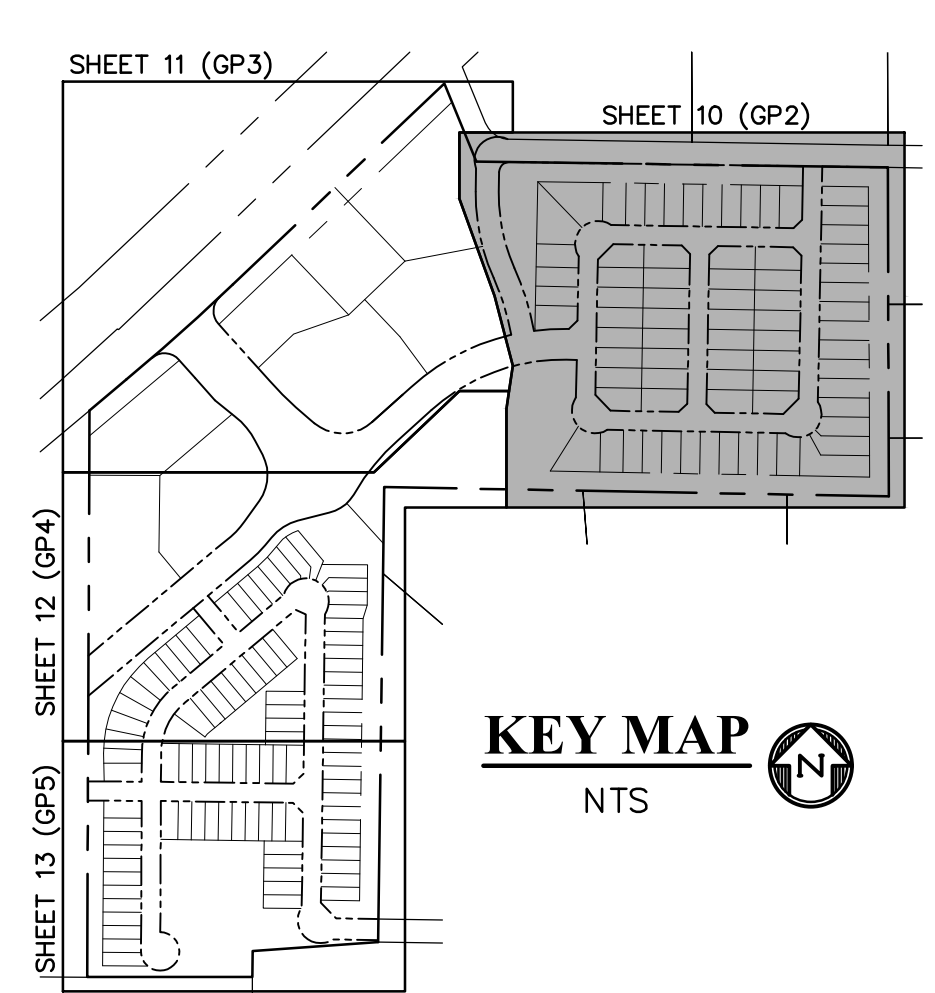 SHEET 11 (GP3)
SHEET 10 (GP2)
SHEET 12 (GP4)
SHEET 13 (GP5)
KEY MAP
N
NTS